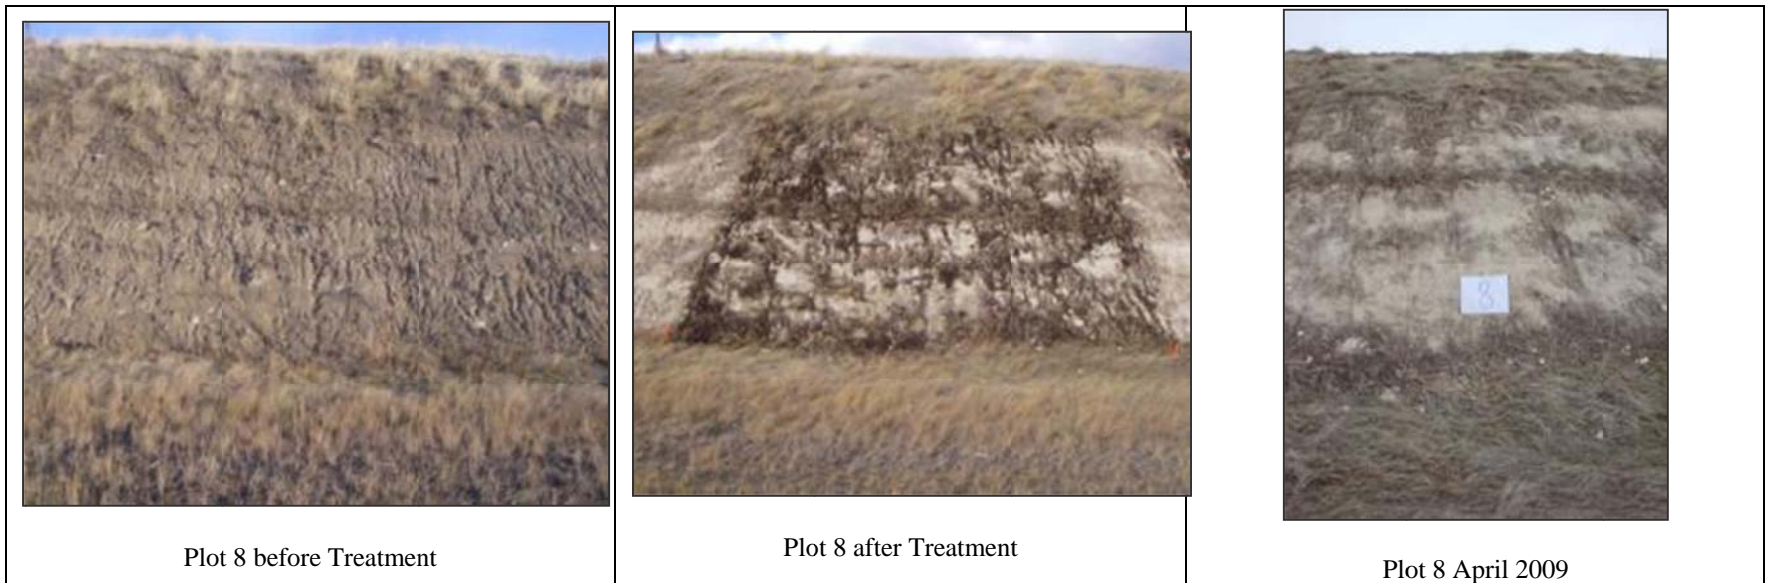 8
Plot 8 before Treatment
Plot 8 after Treatment
Plot 8 April 2009